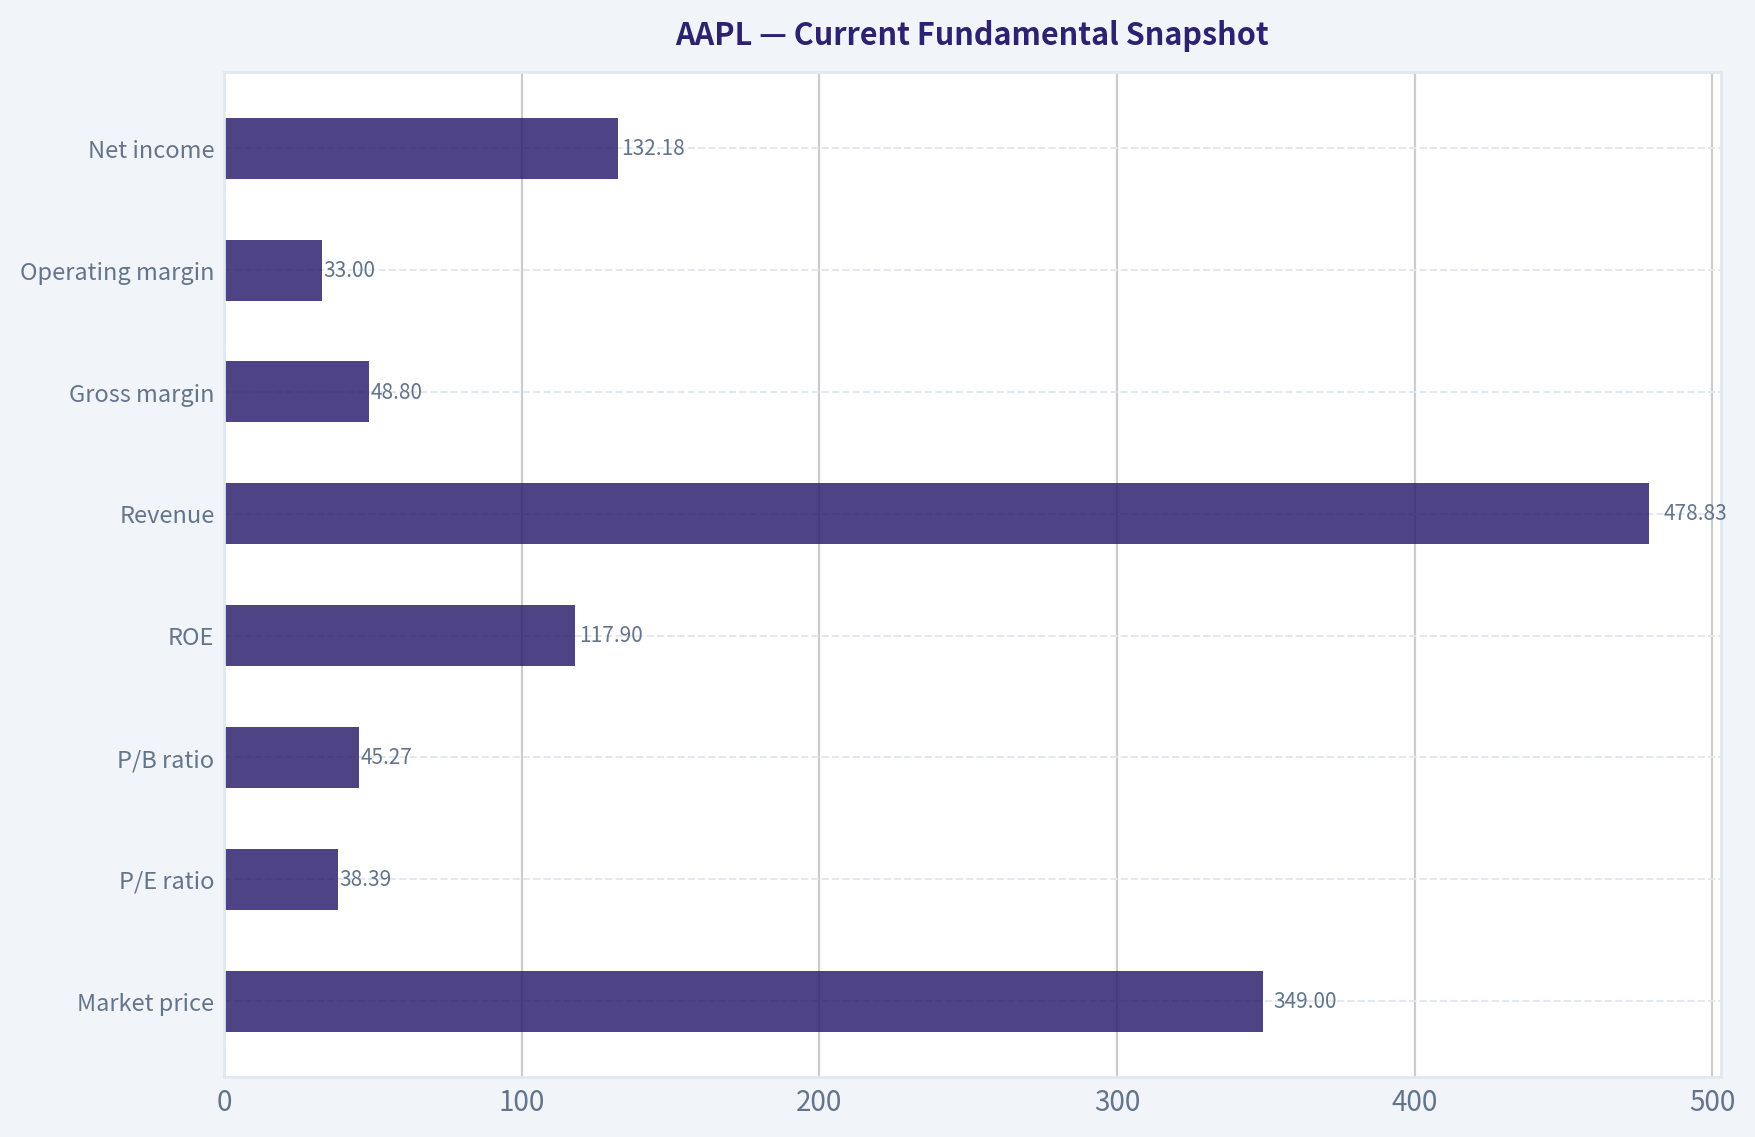 AAPL — Current Fundamental Snapshot
Net income 132.18
Operating margin 33.00
Gross margin 48.80
Revenue 478.83
ROE 117.90
P/B ratio 45.27
P/E ratio 38.39
Market price 349.00
0 100 200 300 400 500